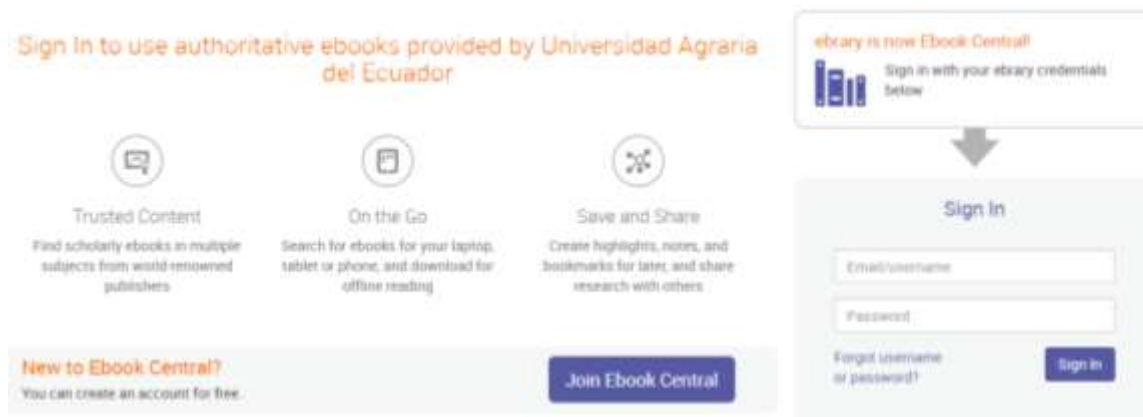 Sign In to use authoritative ebooks provided by Universidad Agraria
del Ecuador
Trusted Content
Find scholarly ebooks in multiple
subjects from world-renowned
publishers
On the Go
Search for ebooks for your laptop,
tablet or phone, and download for
offline reading
Save and Share
Create highlights, notes, and
bookmarks for later, and share
research with others
New to Ebook Central?
You can create an account for free.
Join Ebook Central
ebrary is now Ebook Central!
Sign in with your ebrary credentials
below
Sign In
Email/username
Password
Forgot username
or password?
Sign In